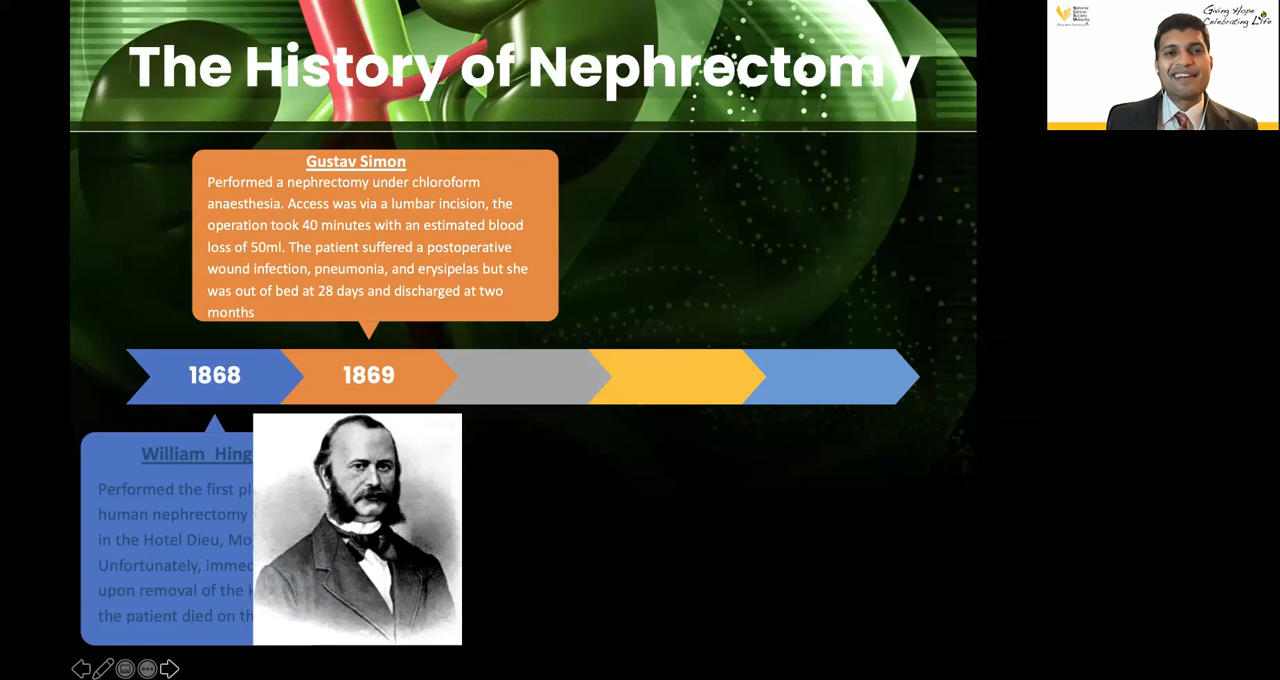 The History of Nephrectomy
Gustav Simon
Performed a nephrectomy under chloroform
anaesthesia. Access was via a lumbar incision, the
operation took 40 minutes with an estimated blood
loss of 50ml. The patient suffered a postoperative
wound infection, pneumonia, and erysipelas but she
was out of bed at 28 days and discharged at two
months
1868
1869
William Hing
Performed the first pl
human nephrectomy
in the Hotel Dieu, Mo
Unfortunately, immed
upon removal of the k
the patient died on th
National
Cancer
Society
Malaysia
Giving Hope
Celebrating Life